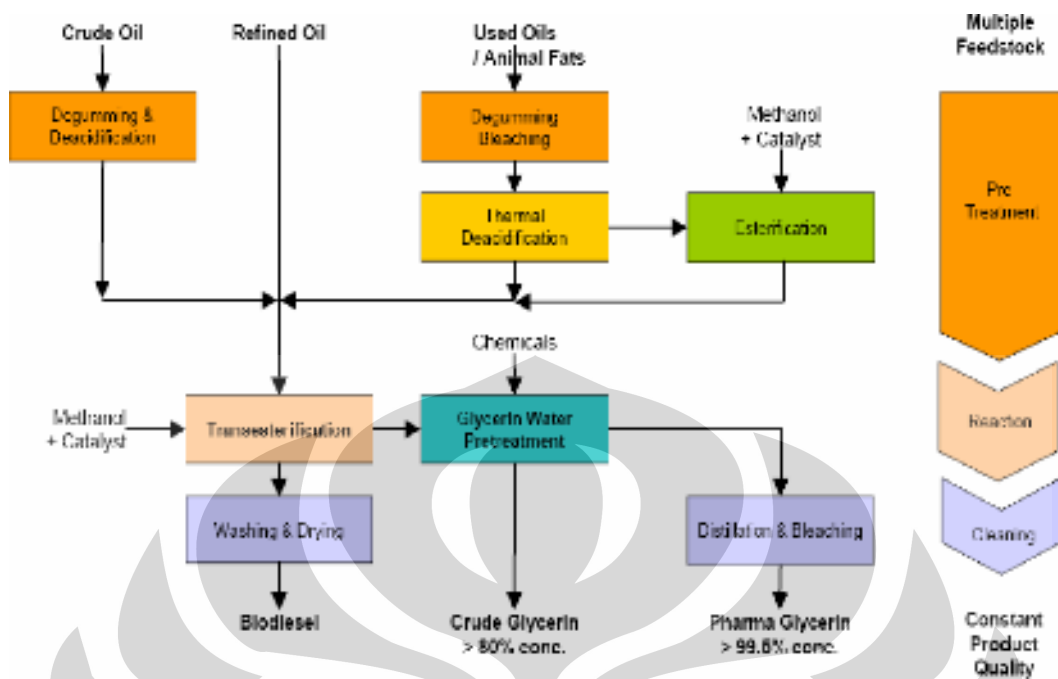 Crude Oil
Refined Oil
Used Oils
/ Animal Fats
Multiple
Feedstock
Degumming &
Deacidification
Degumming
Bleaching
Methanol
+ Catalyst
Thermal
Deacidification
Esterification
Pre
Treatment
Chemicals
Methanol
+ Catalyst
Transesterification
Glycerin Water
Pretreatment
Reaction
Washing & Drying
Distillation & Bleaching
Cleaning
Biodiesel
Crude Glycerin
> 80% conc.
Pharma Glycerin
> 99.5% conc.
Constant
Product
Quality